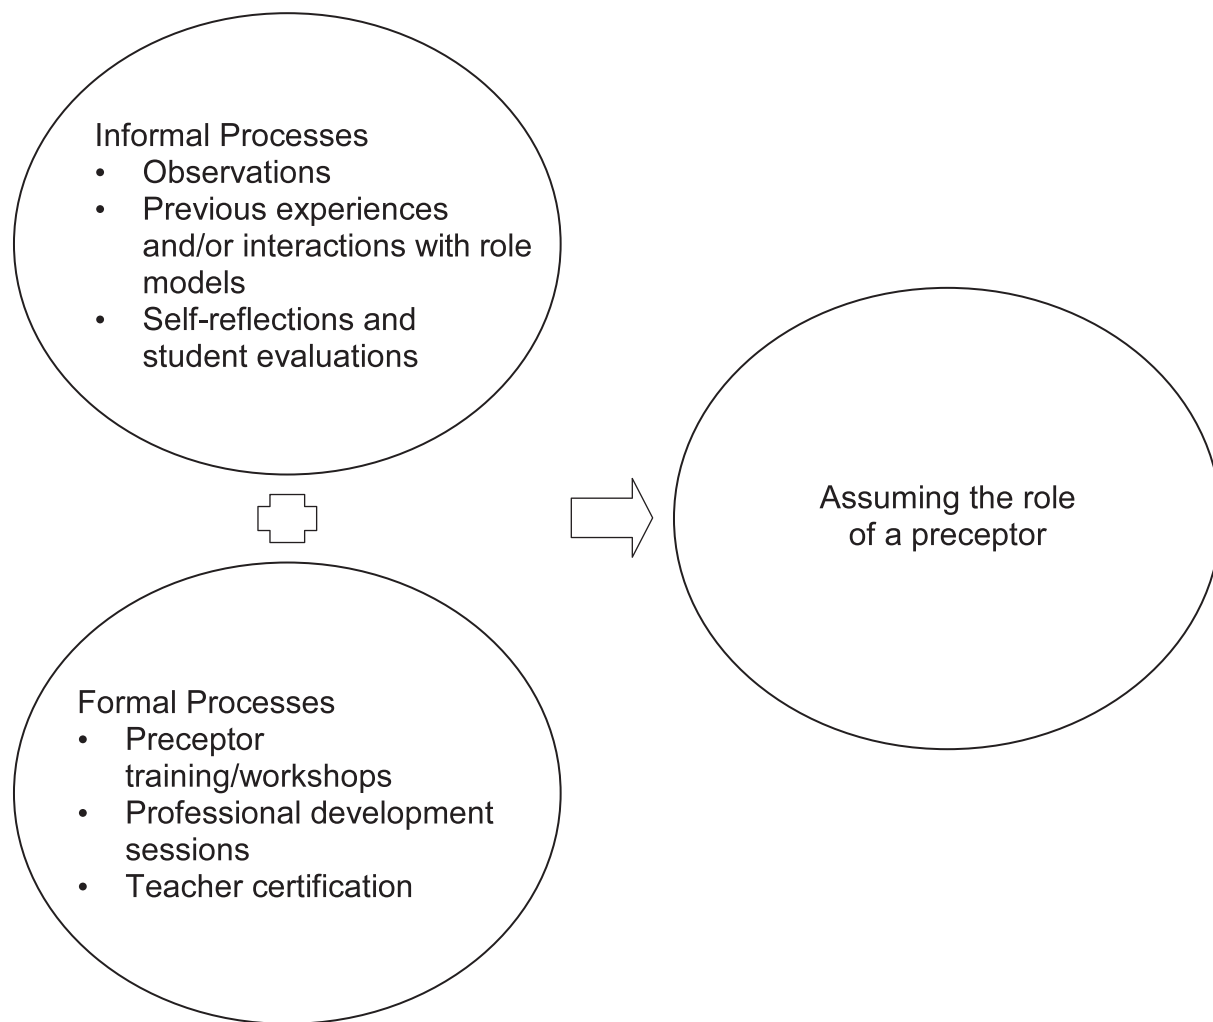 Informal Processes
• Observations
• Previous experiences
and/or interactions with role
models
• Self-reflections and
student evaluations
Assuming the role
of a preceptor
Formal Processes
• Preceptor
training/workshops
• Professional development
sessions
• Teacher certification